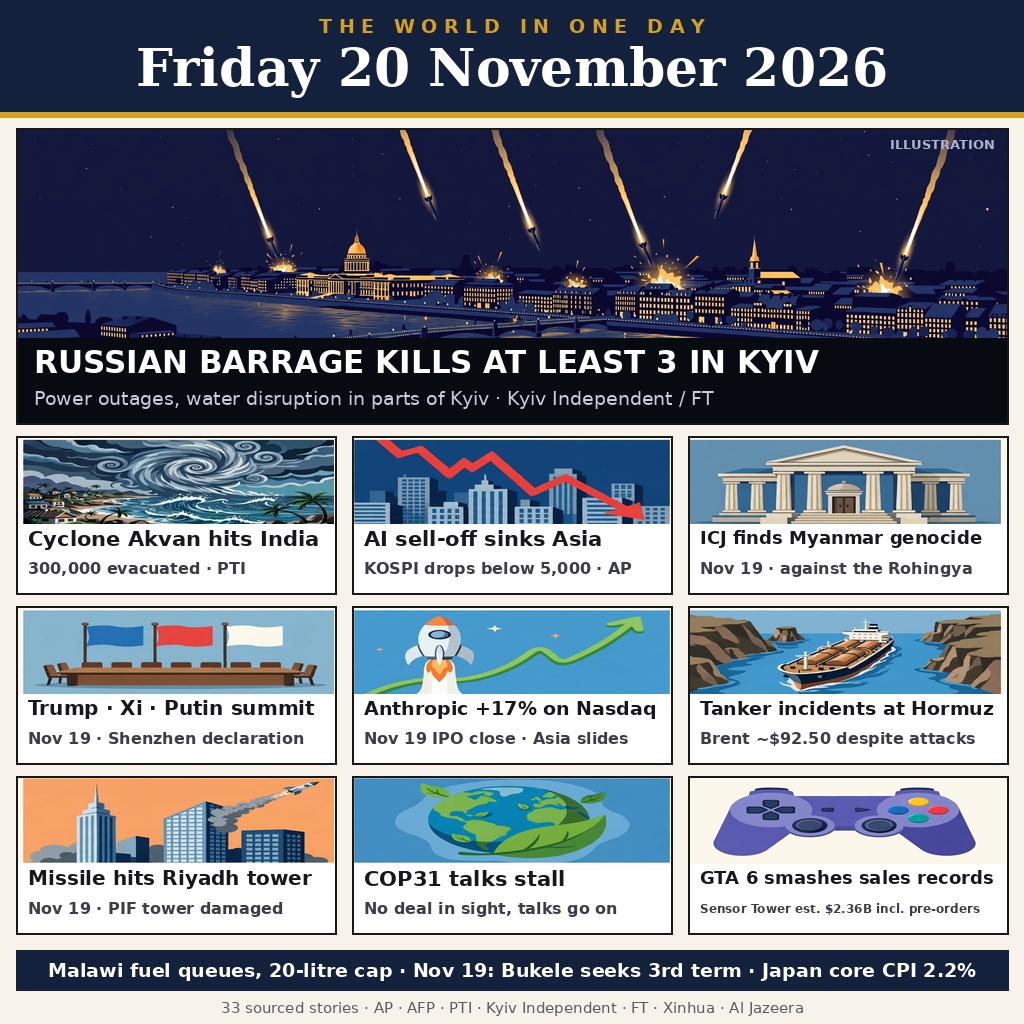 THE WORLD IN ONE DAY
Friday 20 November 2026
ILLUSTRATION
RUSSIAN BARRAGE KILLS AT LEAST 3 IN KYIV
Power outages, water disruption in parts of Kyiv · Kyiv Independent / FT
Cyclone Akvan hits India
300,000 evacuated · PTI
AI sell-off sinks Asia
KOSPI drops below 5,000 · AP
ICJ finds Myanmar genocide
Nov 19 · against the Rohingya
Trump · Xi · Putin summit
Nov 19 · Shenzhen declaration
Anthropic +17% on Nasdaq
Nov 19 IPO close · Asia slides
Tanker incidents at Hormuz
Brent ~$92.50 despite attacks
Missile hits Riyadh tower
Nov 19 · PIF tower damaged
COP31 talks stall
No deal in sight, talks go on
GTA 6 smashes sales records
Sensor Tower est. $2.36B incl. pre-orders
Malawi fuel queues, 20-litre cap · Nov 19: Bukele seeks 3rd term · Japan core CPI 2.2%
33 sourced stories · AP · AFP · PTI · Kyiv Independent · FT · Xinhua · Al Jazeera